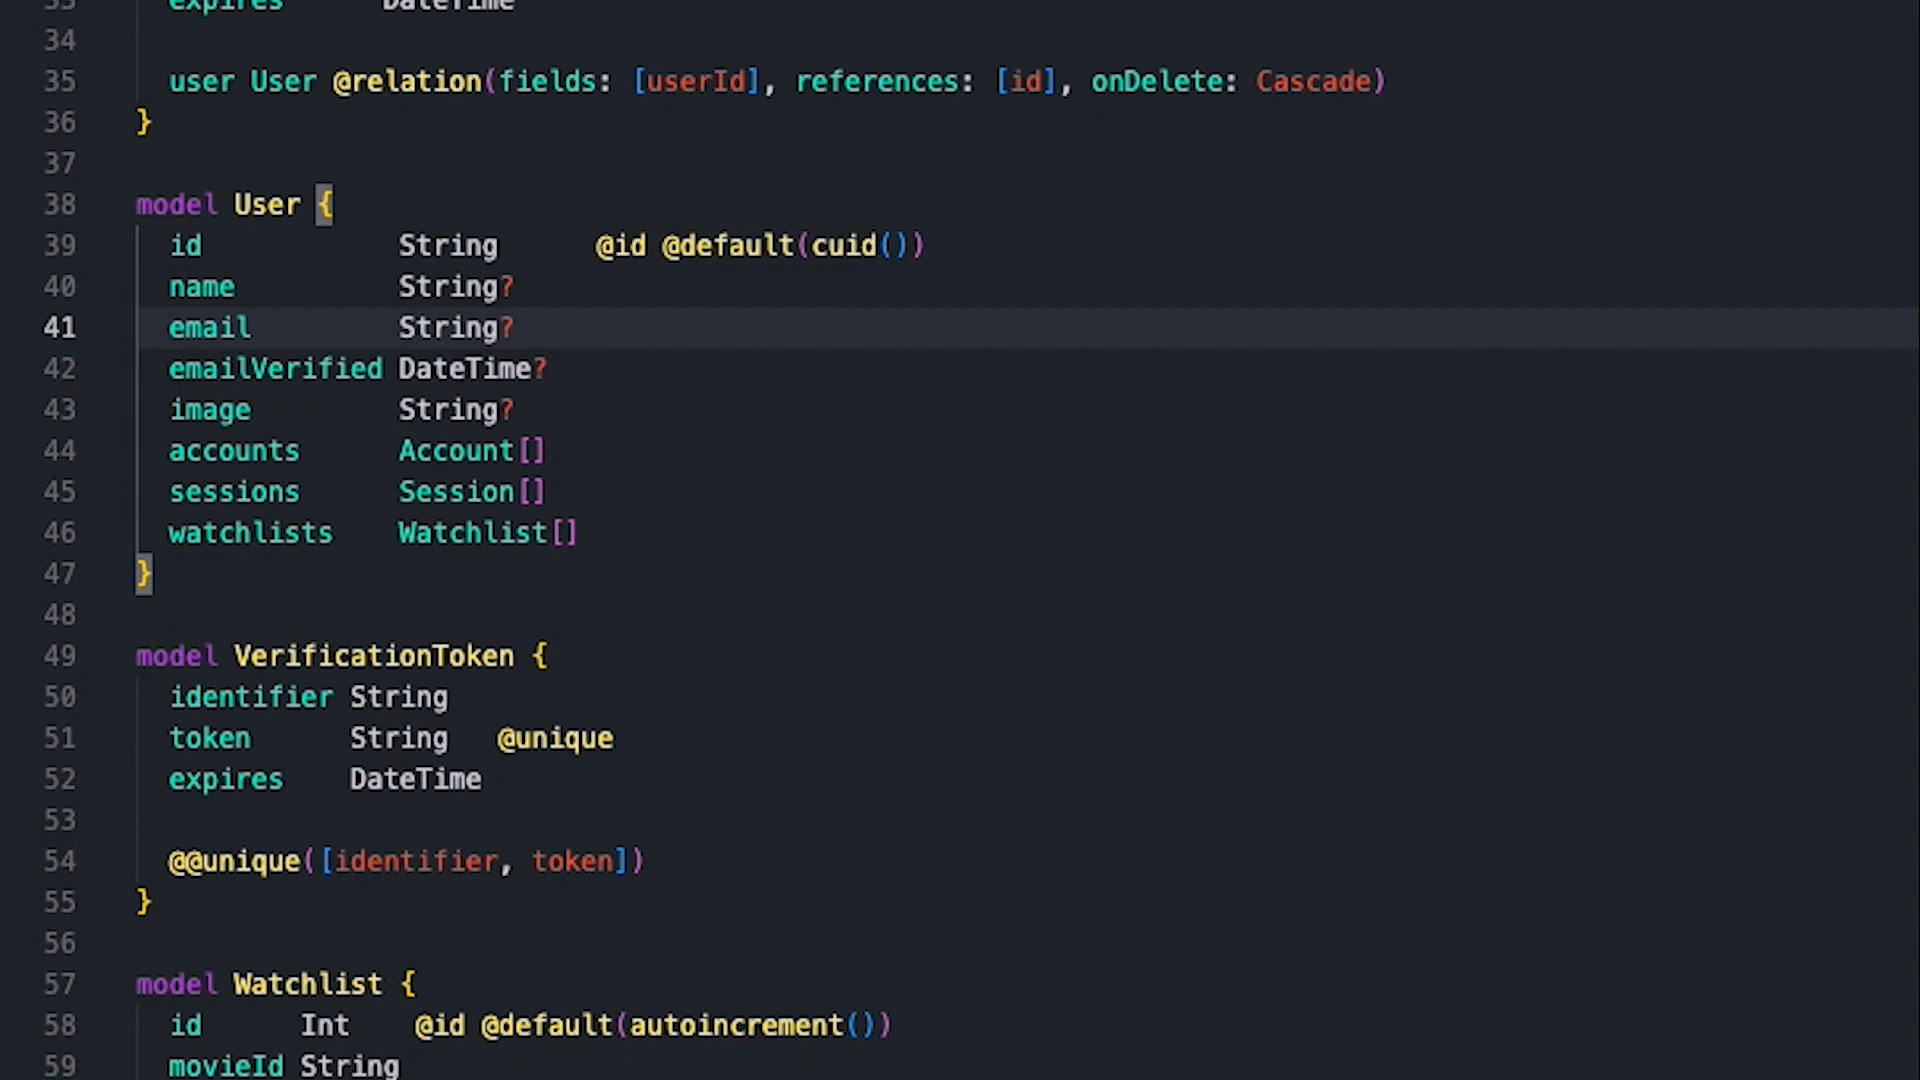 33 expires DateTime
34
35 user User @relation(fields: [userId], references: [id], onDelete: Cascade)
36 }
37
38 model User {
39 id String @id @default(cuid())
40 name String?
41 email String?
42 emailVerified DateTime?
43 image String?
44 accounts Account[]
45 sessions Session[]
46 watchlists Watchlist[]
47 }
48
49 model VerificationToken {
50 identifier String
51 token String @unique
52 expires DateTime
53
54 @@unique([identifier, token])
55 }
56
57 model Watchlist {
58 id Int @id @default(autoincrement())
59 movieId String